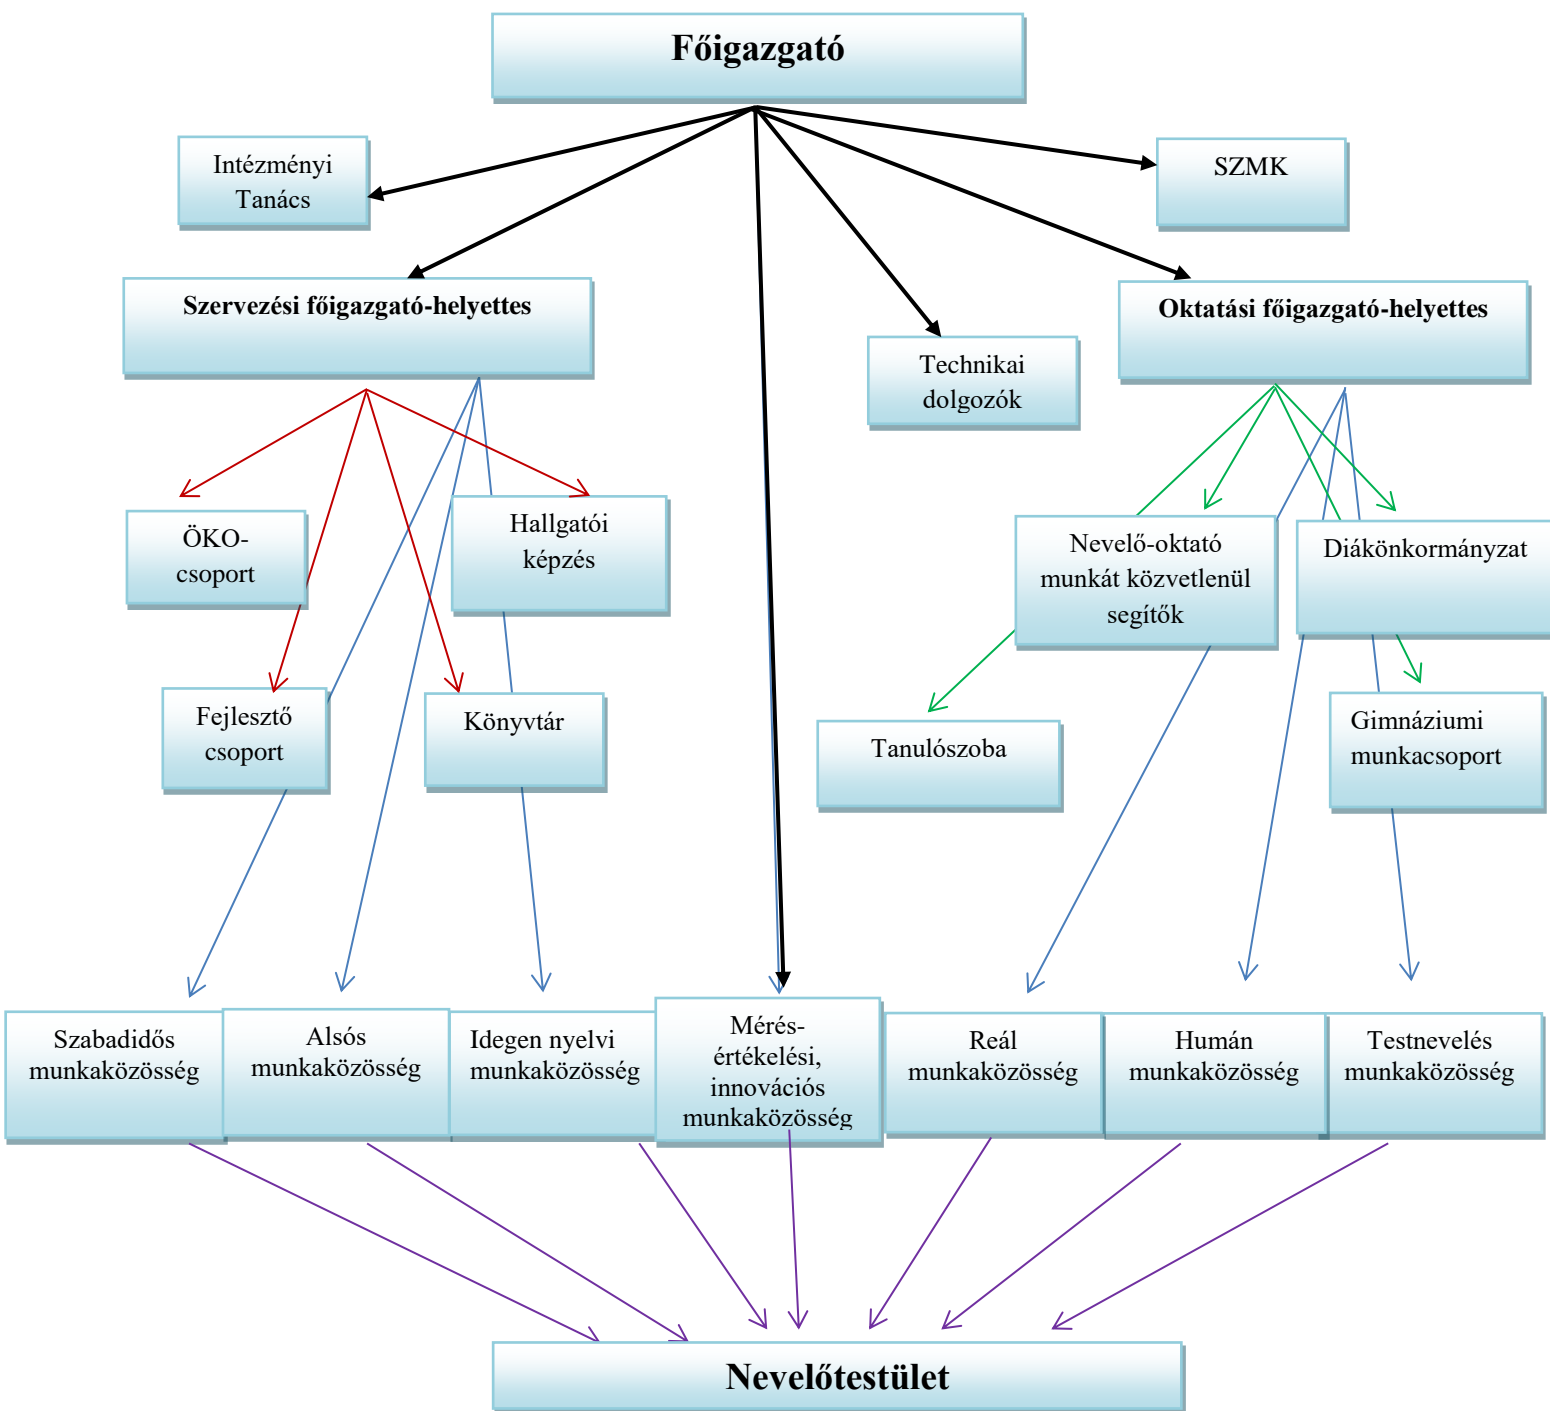 Főigazgató
Intézményi
Tanács
SZMK
Szervezési főigazgató-helyettes
Oktatási főigazgató-helyettes
Technikai
dolgozók
ÖKO-
csoport
Hallgatói
képzés
Nevelő-oktató
munkát közvetlenül
segítők
Diákönkormányzat
Fejlesztő
csoport
Könyvtár
Tanulószoba
Gimnáziumi
munkacsoport
Szabadidős
munkaközösség
Alsós
munkaközösség
Idegen nyelvi
munkaközösség
Mérés-
értékelési,
innovációs
munkaközösség
Reál
munkaközösség
Humán
munkaközösség
Testnevelés
munkaközösség
Nevelőtestület